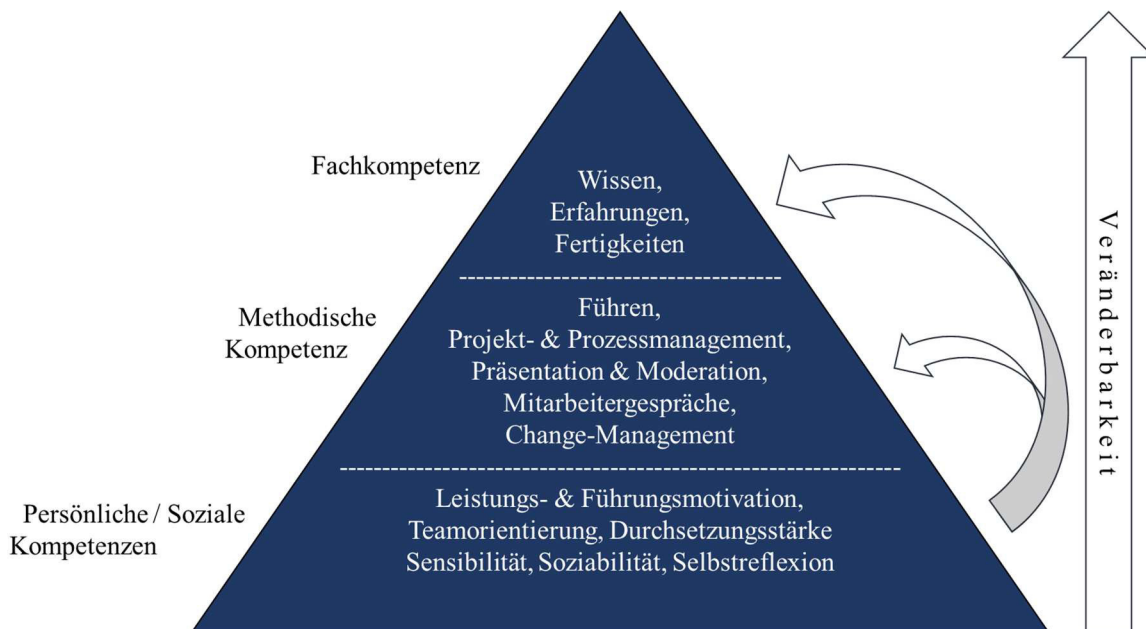 Fachkompetenz
Wissen,
Erfahrungen,
Fertigkeiten
Methodische
Kompetenz
Führen,
Projekt- & Prozessmanagement,
Präsentation & Moderation,
Mitarbeitergespräche,
Change-Management
Persönliche / Soziale
Kompetenzen
Leistungs- & Führungsmotivation,
Teamorientierung, Durchsetzungsstärke
Sensibilität, Soziabilität, Selbstreflexion
Veränderbarkeit